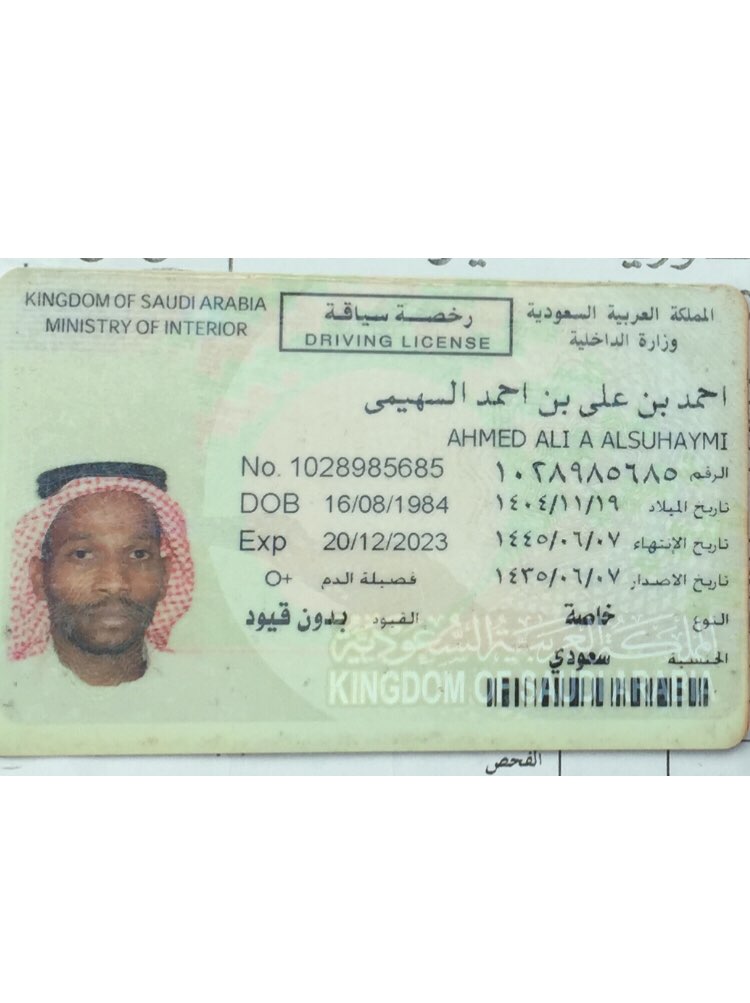 KINGDOM OF SAUDI ARABIA
MINISTRY OF INTERIOR
رخصة سياقة
DRIVING LICENSE
المملكة العربية السعودية
وزارة الداخلية
احمد بن علي بن احمد السهيمي
AHMED ALI A ALSUHAYMI
No. 1028985685 الرقم ١٠٢٨٩٨٥٦٨٥
DOB 16/08/1984 تاريخ الميلاد ١٤٠٤/١١/١٩
Exp 20/12/2023 تاريخ الإنتهاء ١٤٤٥/٠٦/٠٧
O+ فصيلة الدم تاريخ الاصدار ١٤٣٥/٠٦/٠٧
النوع خاصة القيود بدون قيود
المملكة العربية السعودية
الجنسية سعودي
KINGDOM OF SAUDI ARABIA
الفحص